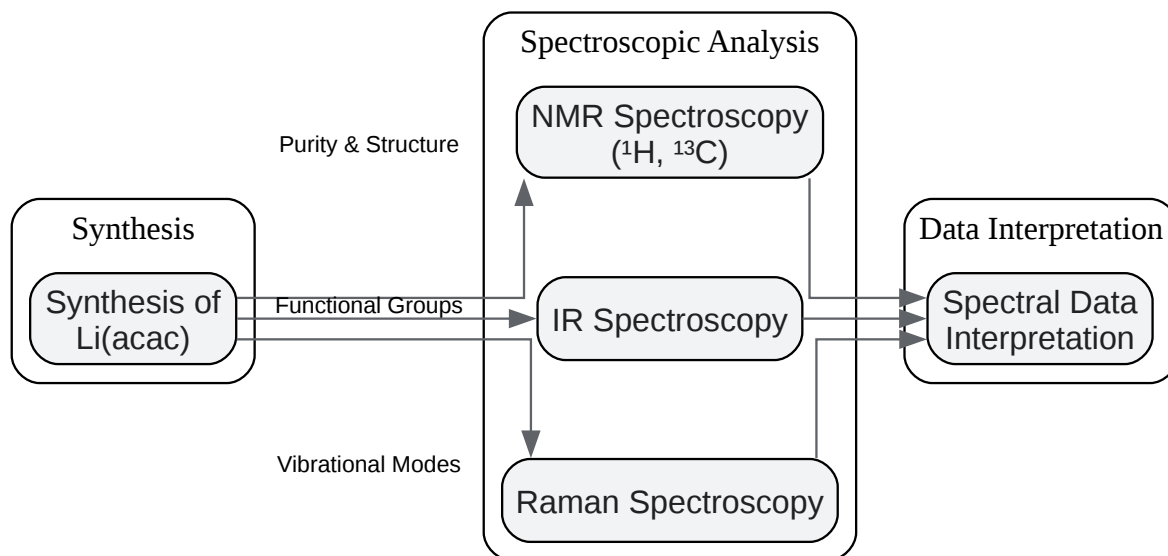 Spectroscopic Analysis
NMR Spectroscopy
(¹H, ¹³C)
Purity & Structure
Synthesis
Data Interpretation
Synthesis of
Li(acac)
Functional Groups
IR Spectroscopy
Spectral Data
Interpretation
Vibrational Modes
Raman Spectroscopy